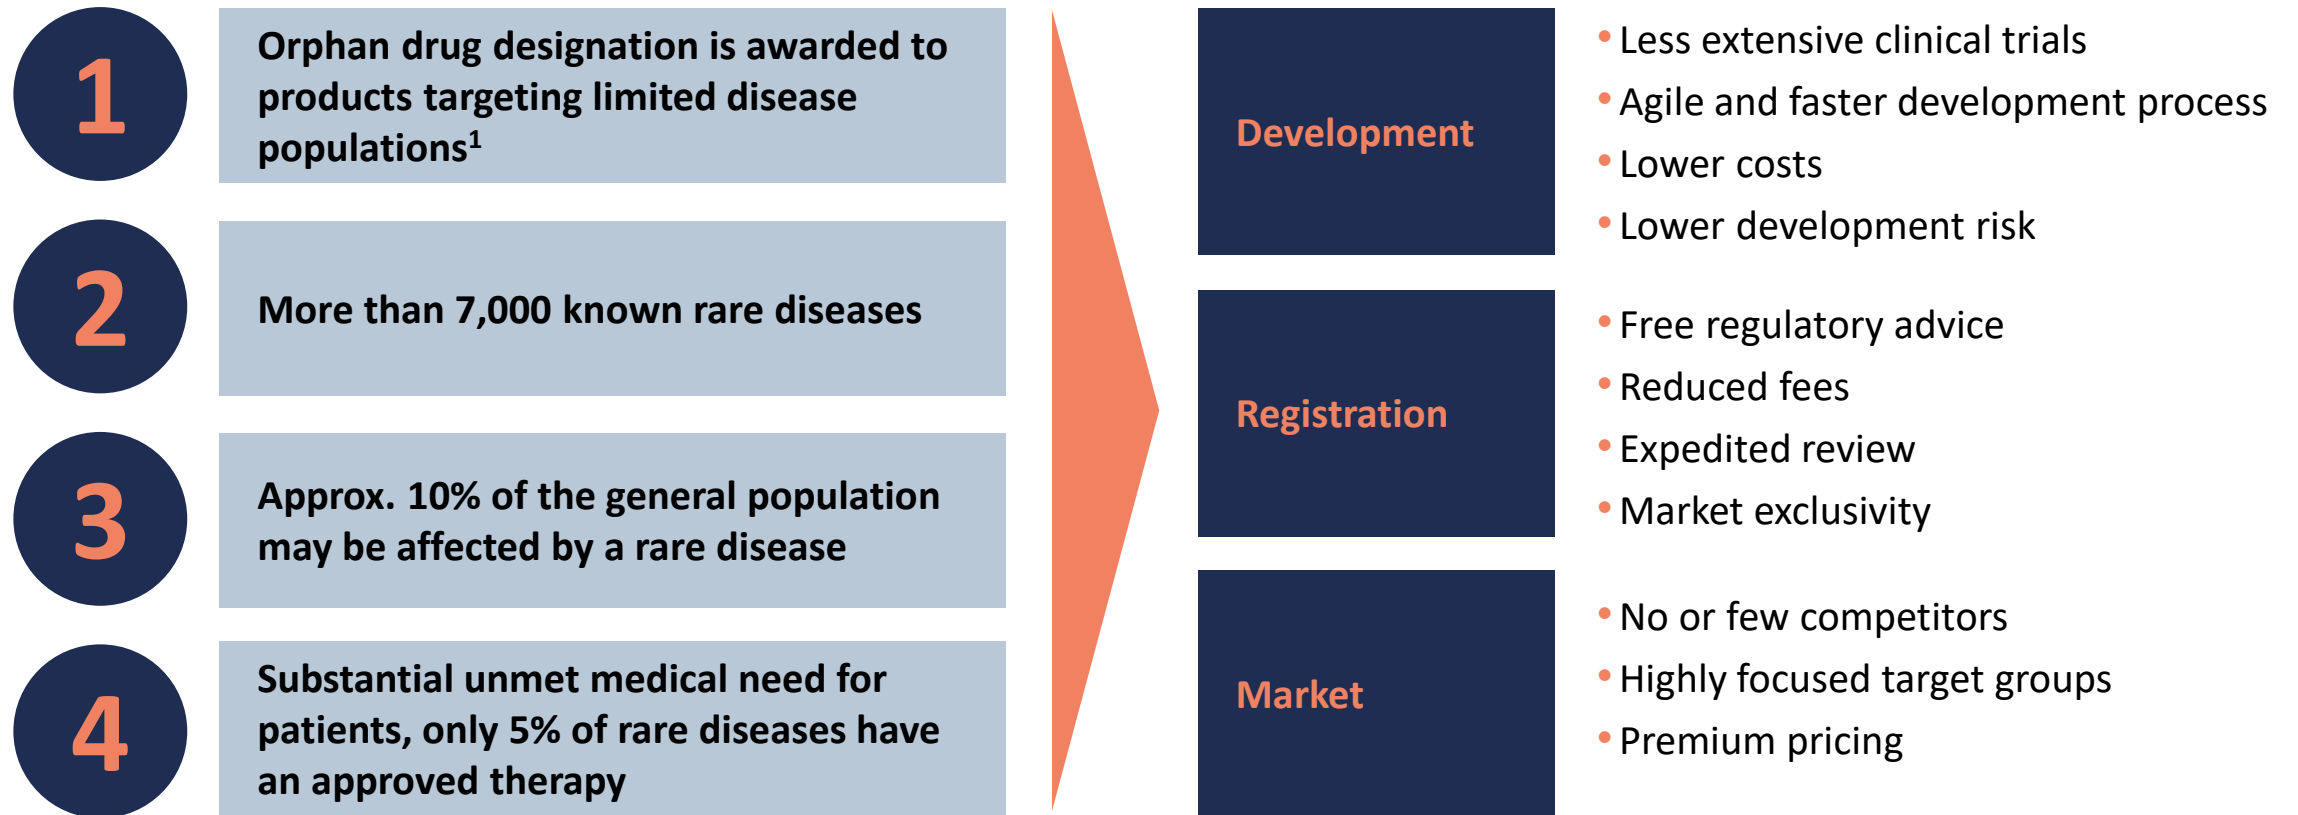 1
Orphan drug designation is awarded to
products targeting limited disease
populations¹
2
More than 7,000 known rare diseases
3
Approx. 10% of the general population
may be affected by a rare disease
4
Substantial unmet medical need for
patients, only 5% of rare diseases have
an approved therapy
Development
• Less extensive clinical trials
• Agile and faster development process
• Lower costs
• Lower development risk
Registration
• Free regulatory advice
• Reduced fees
• Expedited review
• Market exclusivity
Market
• No or few competitors
• Highly focused target groups
• Premium pricing